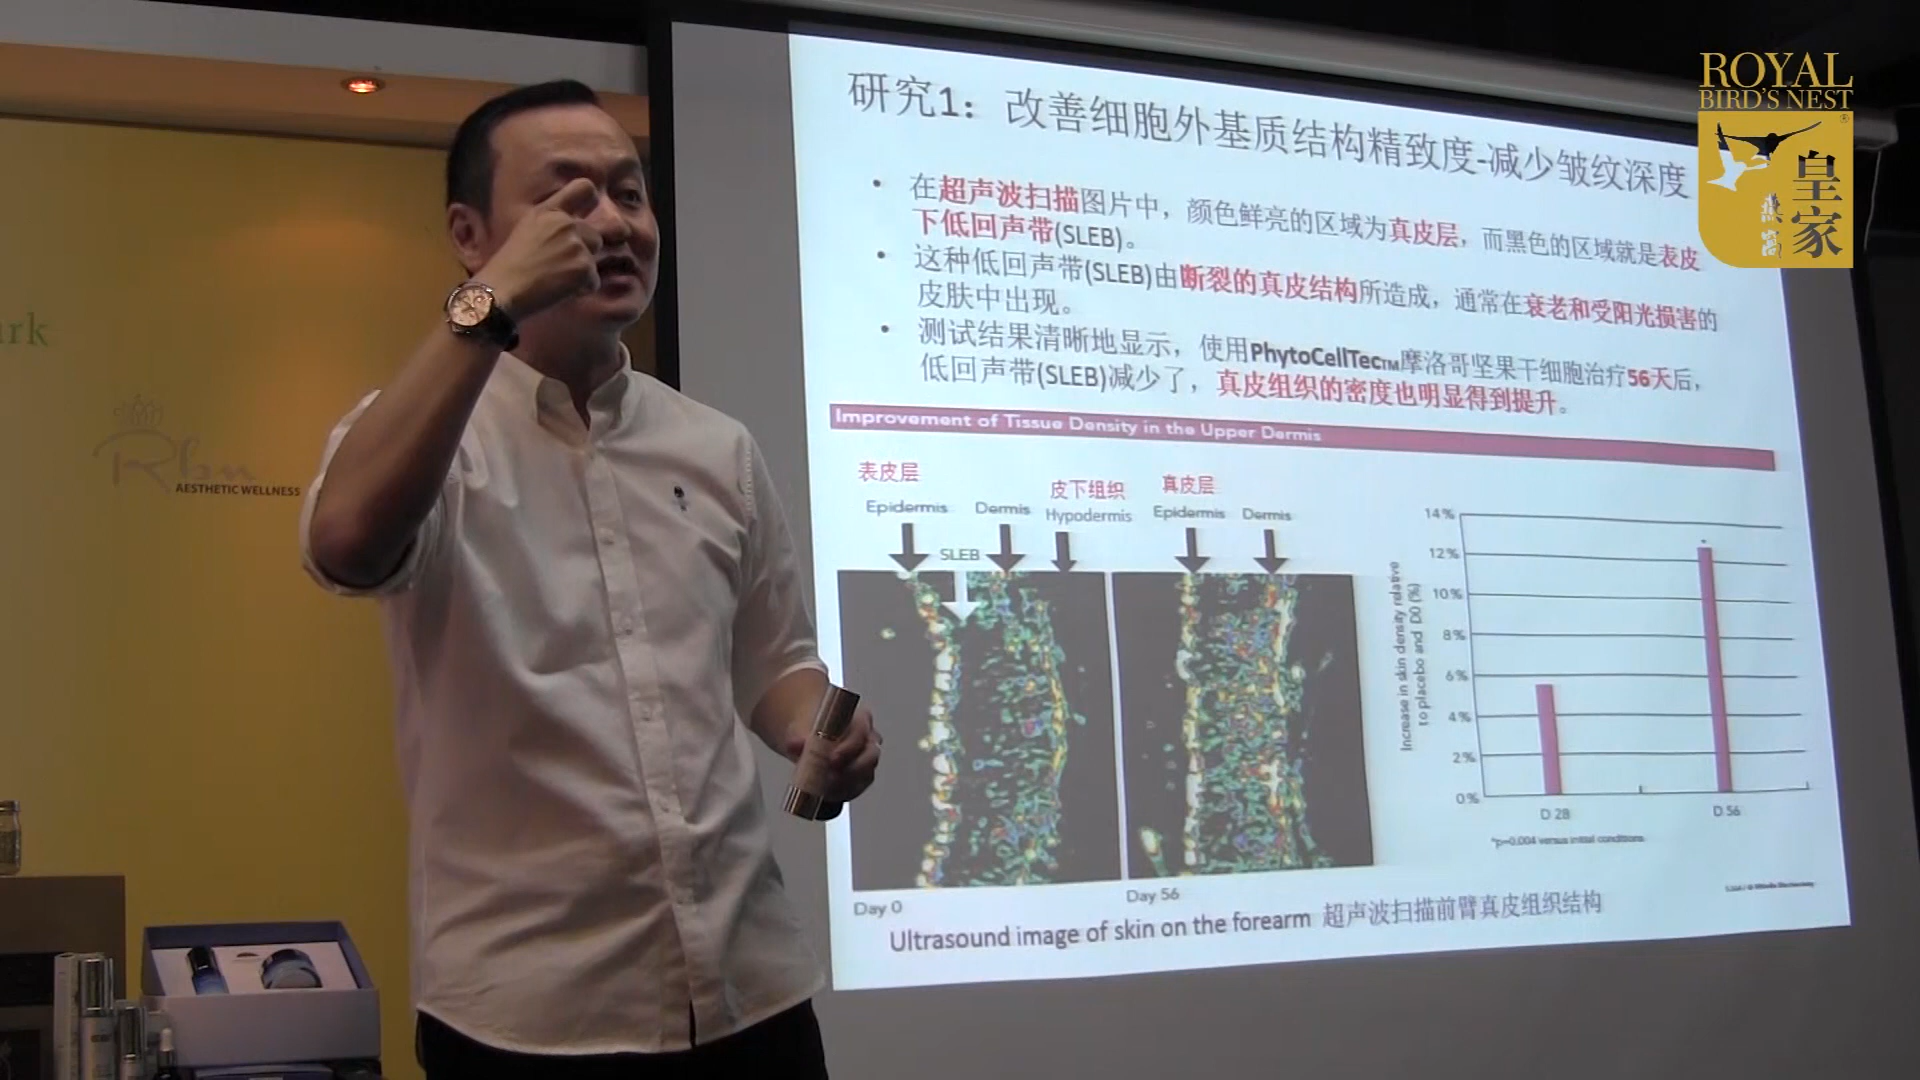 ROYAL
BIRD'S NEST
®
皇家
燕窝
研究1：改善细胞外基质结构精致度-减少皱纹深度
• 在超声波扫描图片中，颜色鲜亮的区域为真皮层，而黑色的区域就是表皮
下低回声带(SLEB)。
• 这种低回声带(SLEB)由断裂的真皮结构所造成，通常在衰老和受阳光损害的
皮肤中出现。
• 测试结果清晰地显示，使用PhytoCellTec™摩洛哥坚果干细胞治疗56天后，
低回声带(SLEB)减少了，真皮组织的密度也明显得到提升。
Improvement of Tissue Density in the Upper Dermis
表皮层
皮下组织
真皮层
Epidermis
Dermis
Hypodermis
Epidermis
Dermis
SLEB
Day 0
Day 56
Ultrasound image of skin on the forearm 超声波扫描前臂真皮组织结构
Increase in skin density relative
to placebo and D0 (%)
14%
12%
10%
8%
6%
4%
2%
0%
*
D 28
D 56
*p=0.004 versus initial conditions
ark
Rbn
AESTHETIC WELLNESS